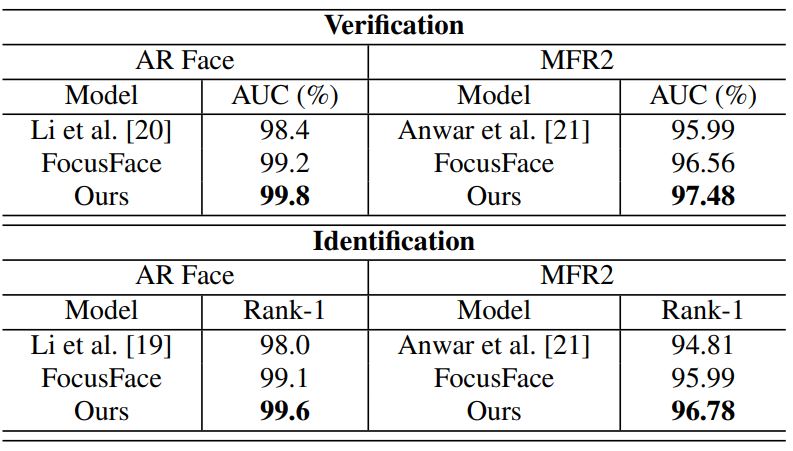 Verification
AR Face MFR2
Model AUC (%) Model AUC (%)
Li et al. [20] 98.4 Anwar et al. [21] 95.99
FocusFace 99.2 FocusFace 96.56
Ours 99.8 Ours 97.48
Identification
AR Face MFR2
Model Rank-1 Model Rank-1
Li et al. [19] 98.0 Anwar et al. [21] 94.81
FocusFace 99.1 FocusFace 95.99
Ours 99.6 Ours 96.78